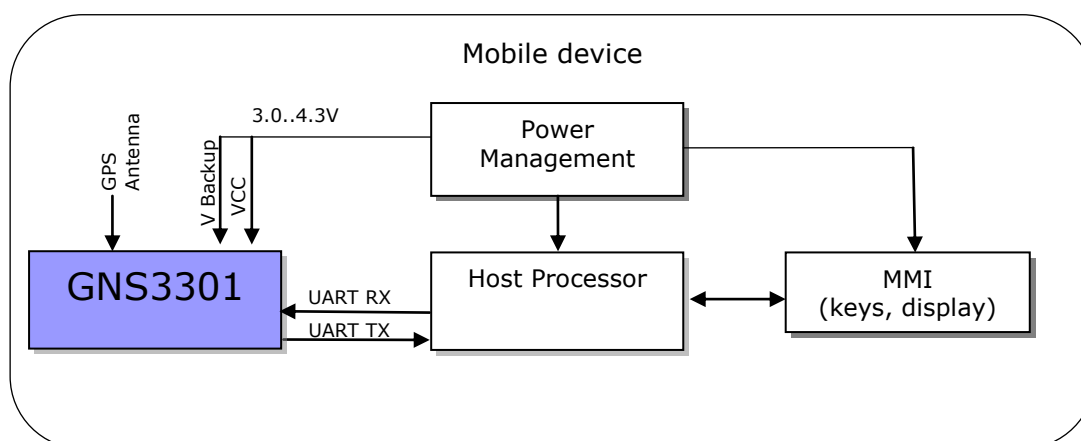 Mobile device
3.0..4.3V
Power
Management
GPS
Antenna
V Backup
VCC
GNS3301
UART RX
UART TX
Host Processor
MMI
(keys, display)